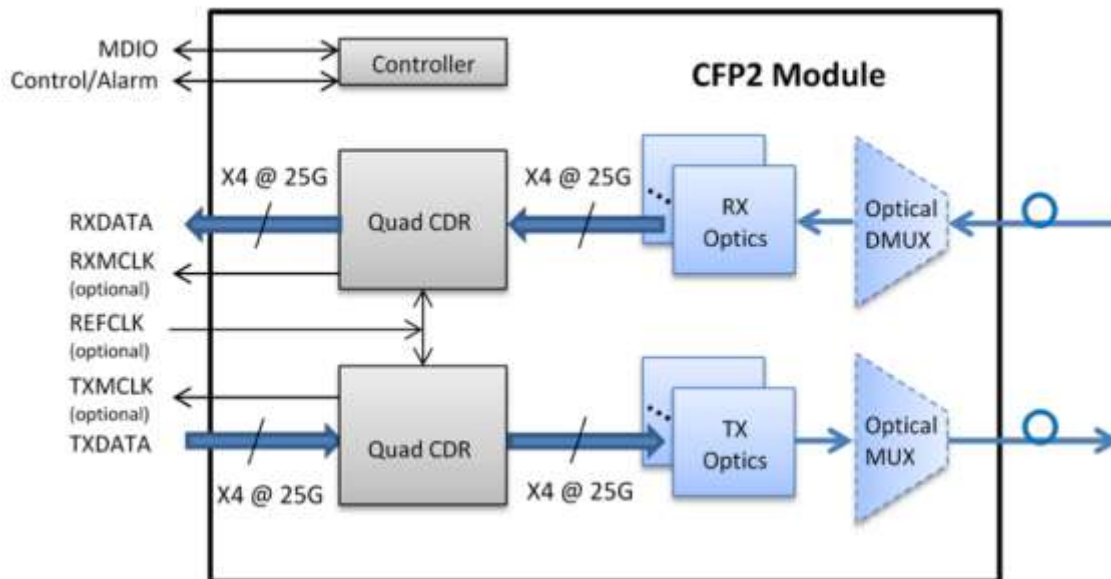 MDIO
Control/Alarm
Controller
CFP2 Module
X4 @ 25G
X4 @ 25G
RXDATA
Quad CDR
RX
Optics
Optical
DMUX
RXMCLK
(optional)
REFCLK
(optional)
TXMCLK
(optional)
TXDATA
Quad CDR
TX
Optics
Optical
MUX
X4 @ 25G
X4 @ 25G